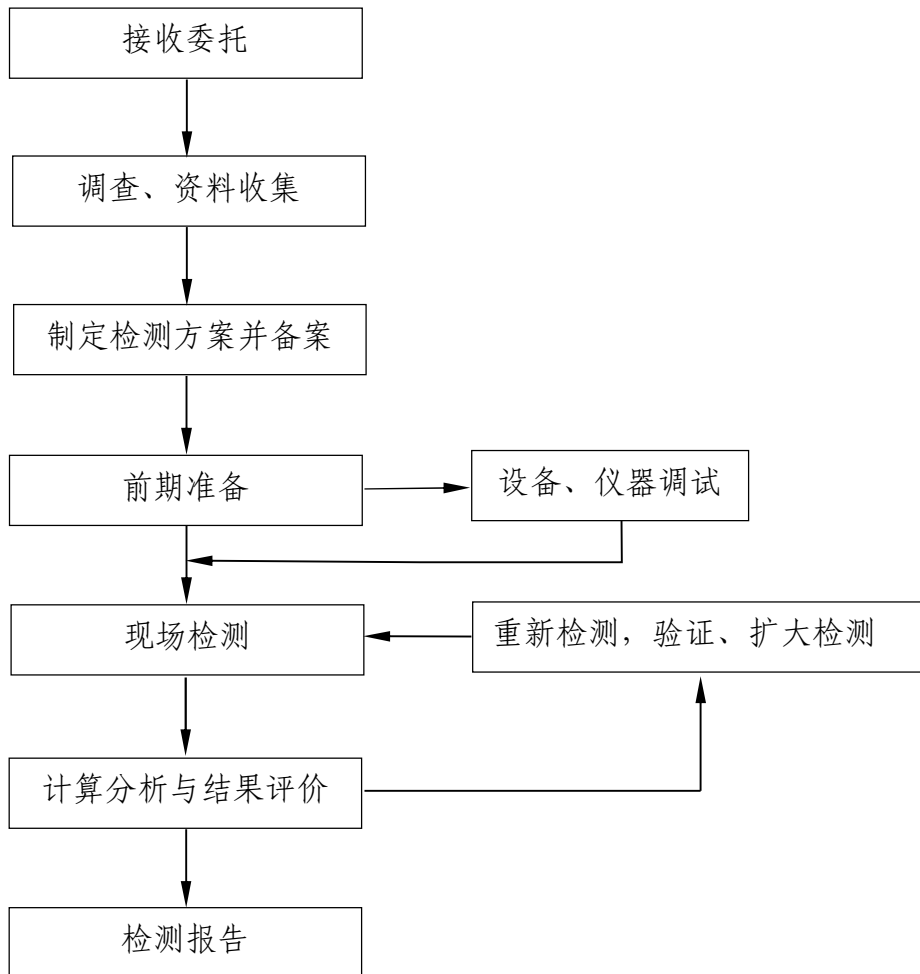 接收委托
调查、资料收集
制定检测方案并备案
前期准备
设备、仪器调试
现场检测
重新检测，验证、扩大检测
计算分析与结果评价
检测报告